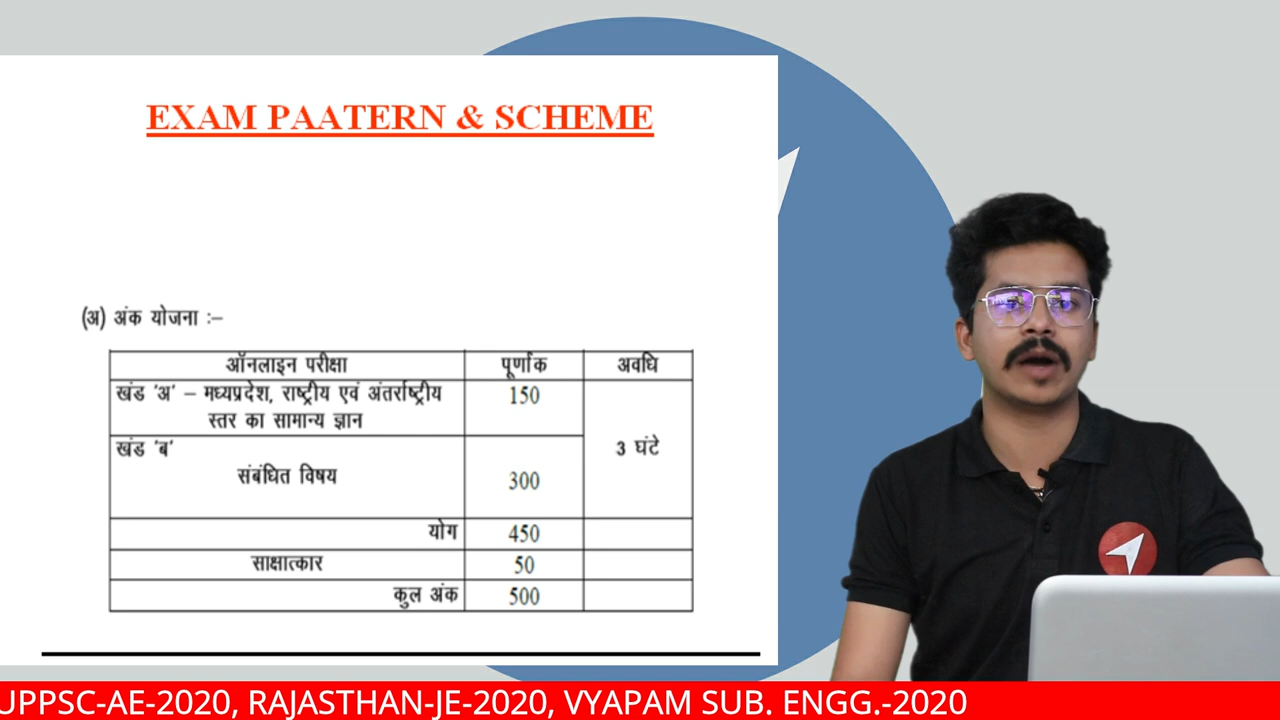 EXAM PAATERN & SCHEME
(अ) अंक योजना :–
ऑनलाइन परीक्षा पूर्णांक अवधि
खंड 'अ' – मध्यप्रदेश, राष्ट्रीय एवं अंतर्राष्ट्रीय 150
स्तर का सामान्य ज्ञान
खंड 'ब' 3 घंटे
संबंधित विषय 300
योग 450
साक्षात्कार 50
कुल अंक 500
UPPSC-AE-2020, RAJASTHAN-JE-2020, VYAPAM SUB. ENGG.-2020